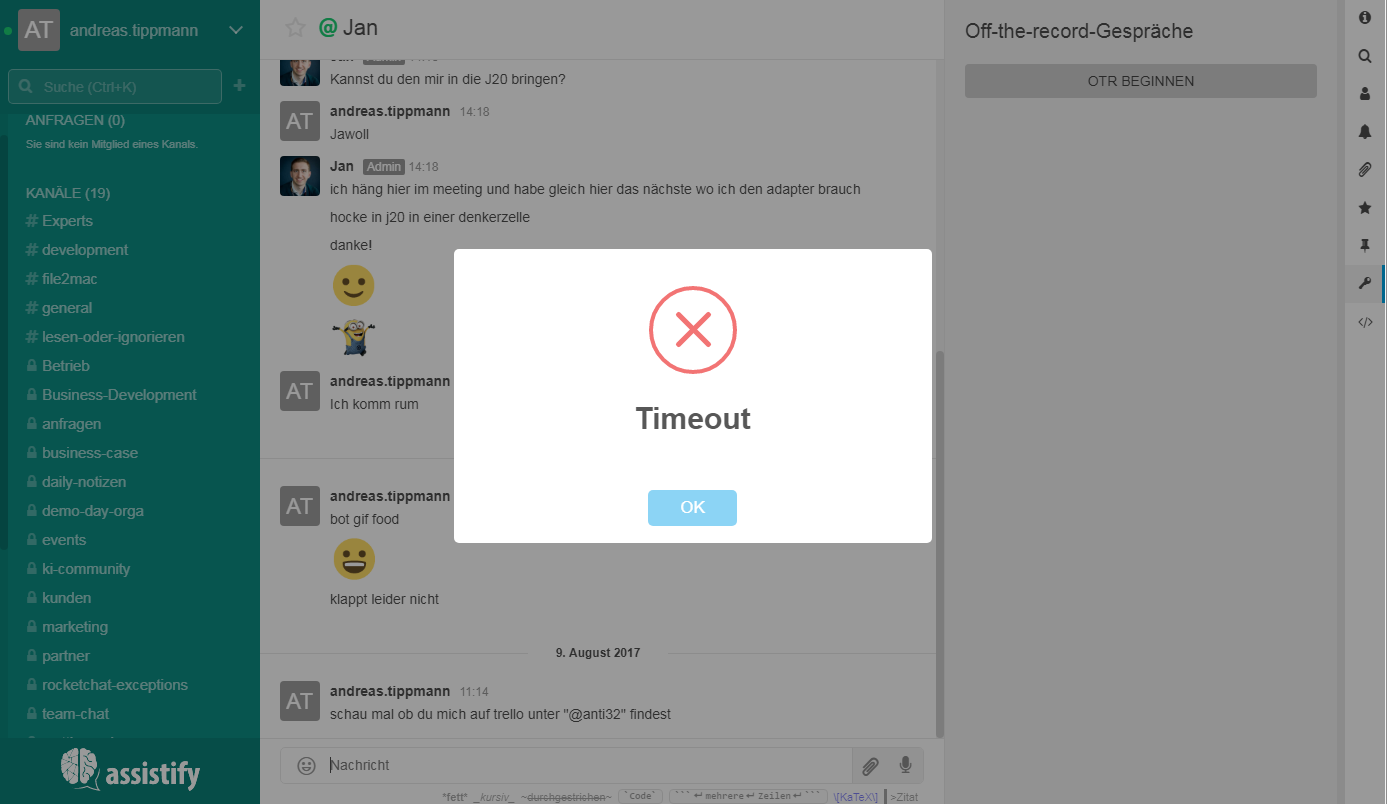 AT andreas.tippmann
Suche (Ctrl+K)
ANFRAGEN (0)
Sie sind kein Mitglied eines Kanals.
KANÄLE (19)
# Experts
# development
# file2mac
# general
# lesen-oder-ignorieren
Betrieb
Business-Development
anfragen
business-case
daily-notizen
demo-day-orga
events
ki-community
kunden
marketing
partner
rocketchat-exceptions
team-chat
assistify
@ Jan
Kannst du den mir in die J20 bringen?
AT andreas.tippmann 14:18
Jawoll
Jan Admin 14:18
ich häng hier im meeting und habe gleich hier das nächste wo ich den adapter brauch
hocke in j20 in einer denkerzelle
danke!
AT andreas.tippmann
Ich komm rum
AT andreas.tippmann
bot gif food
klappt leider nicht
9. August 2017
AT andreas.tippmann 11:14
schau mal ob du mich auf trello unter "@anti32" findest
Nachricht
*fett* _kursiv_ ~durchgestrichen~ `Code` ```↵mehrere↵Zeilen↵``` \[KaTeX\] >Zitat
Timeout
OK
Off-the-record-Gespräche
OTR BEGINNEN